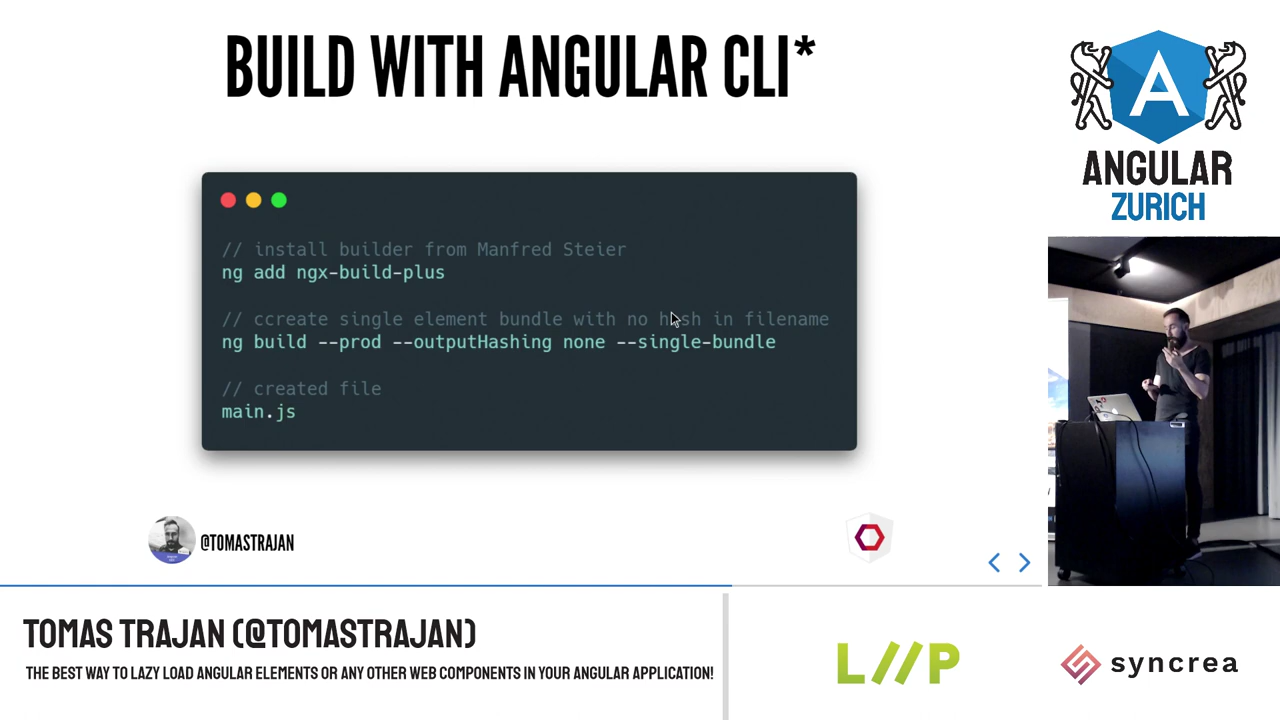 BUILD WITH ANGULAR CLI*
// install builder from Manfred Steier
ng add ngx-build-plus
// ccreate single element bundle with no hash in filename
ng build --prod --outputHashing none --single-bundle
// created file
main.js
@TOMASTRAJAN
A
ANGULAR
ZURICH
TOMAS TRAJAN (@TOMASTRAJAN)
THE BEST WAY TO LAZY LOAD ANGULAR ELEMENTS OR ANY OTHER WEB COMPONENTS IN YOUR ANGULAR APPLICATION!
LIIP
syncrea